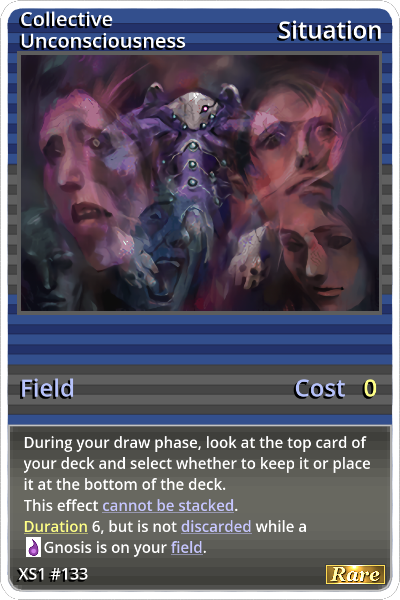 Collective
Unconsciousness
Situation
Field
Cost 0
During your draw phase, look at the top card of
your deck and select whether to keep it or place
it at the bottom of the deck.
This effect cannot be stacked.
Duration 6, but is not discarded while a
Gnosis is on your field.
XS1 #133
Rare